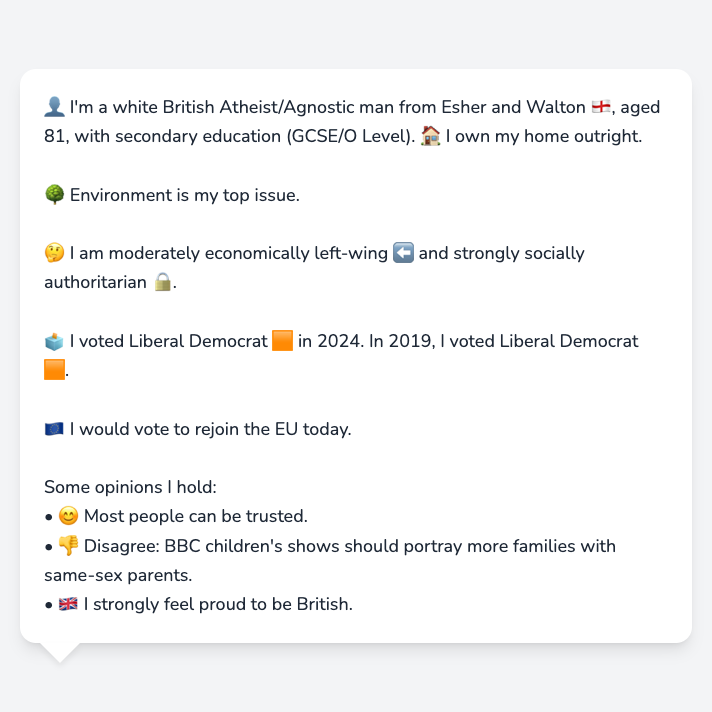 👤 I'm a white British Atheist/Agnostic man from Esher and Walton 🏴󠁧󠁢󠁥󠁮󠁧󠁿, aged
81, with secondary education (GCSE/O Level). 🏠 I own my home outright.
🌳 Environment is my top issue.
🤔 I am moderately economically left-wing ⬅️ and strongly socially
authoritarian 🔒.
🗳️ I voted Liberal Democrat 🟧 in 2024. In 2019, I voted Liberal Democrat
🟧.
🇪🇺 I would vote to rejoin the EU today.
Some opinions I hold:
• 😊 Most people can be trusted.
• 👎 Disagree: BBC children's shows should portray more families with
same-sex parents.
• 🇬🇧 I strongly feel proud to be British.